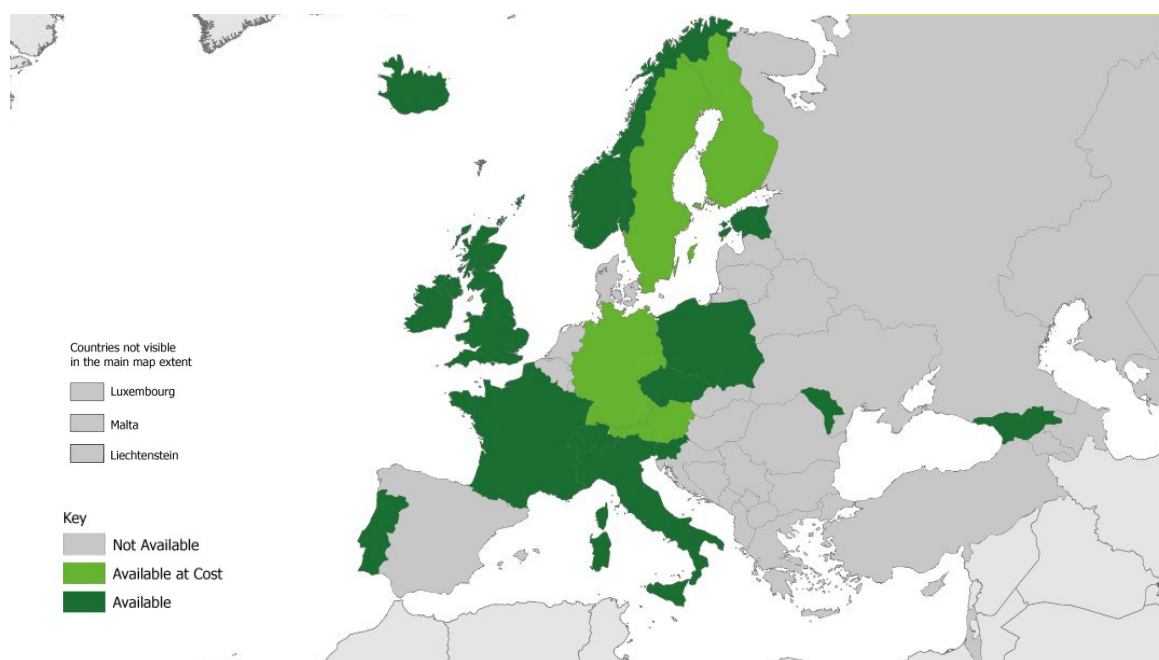 Countries not visible
in the main map extent
Luxembourg
Malta
Liechtenstein
Key
Not Available
Available at Cost
Available